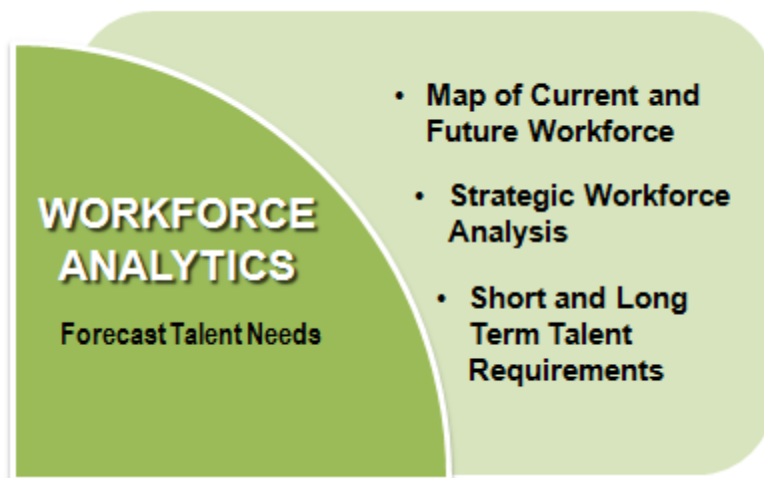 WORKFORCE
ANALYTICS
Forecast Talent Needs
• Map of Current and
Future Workforce
• Strategic Workforce
Analysis
• Short and Long
Term Talent
Requirements